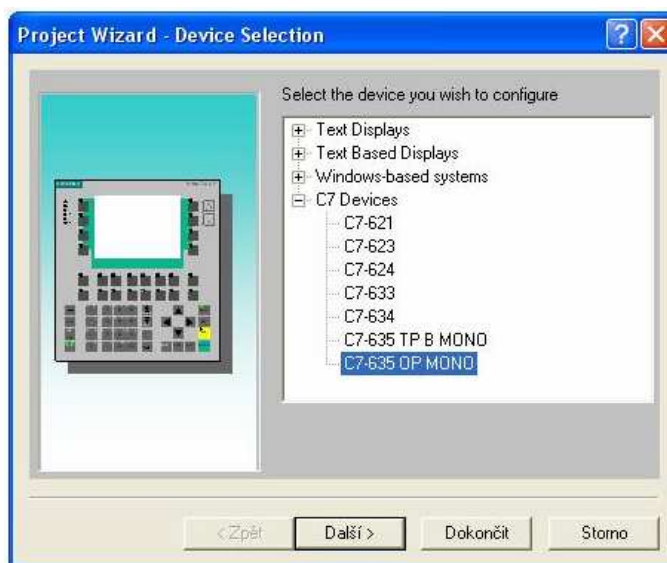 Project Wizard - Device Selection
Select the device you wish to configure
Text Displays
Text Based Displays
Windows-based systems
C7 Devices
C7-621
C7-623
C7-624
C7-633
C7-634
C7-635 TP B MONO
C7-635 OP MONO
SIEMENS
< Zpět
Další >
Dokončit
Storno